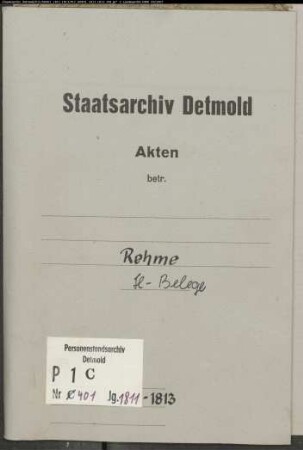 Staatsarchiv Detmold
Akten
betr.
Rehme
H-Belege
Personenstandsarchiv
Detmold
P 1 C
Nr 401 Jg. 1811 - 1813